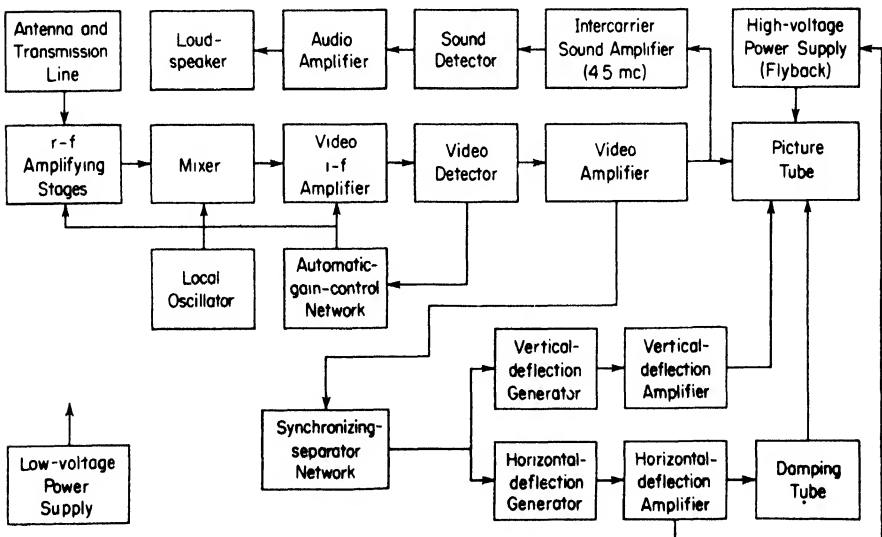 Antenna and
Transmission
Line
Loud-
speaker
Audio
Amplifier
Sound
Detector
Intercarrier
Sound Amplifier
(4 5 mc)
High-voltage
Power Supply
(Flyback)
r-f
Amplifying
Stages
Mixer
Video
i-f
Amplifier
Video
Detector
Video
Amplifier
Picture
Tube
Local
Oscillator
Automatic-
gain-control
Network
Vertical-
deflection
Generator
Vertical-
deflection
Amplifier
Synchronizing-
separator
Network
Low-voltage
Power
Supply
Horizontal-
deflection
Generator
Horizontal-
deflection
Amplifier
Damping
Tube